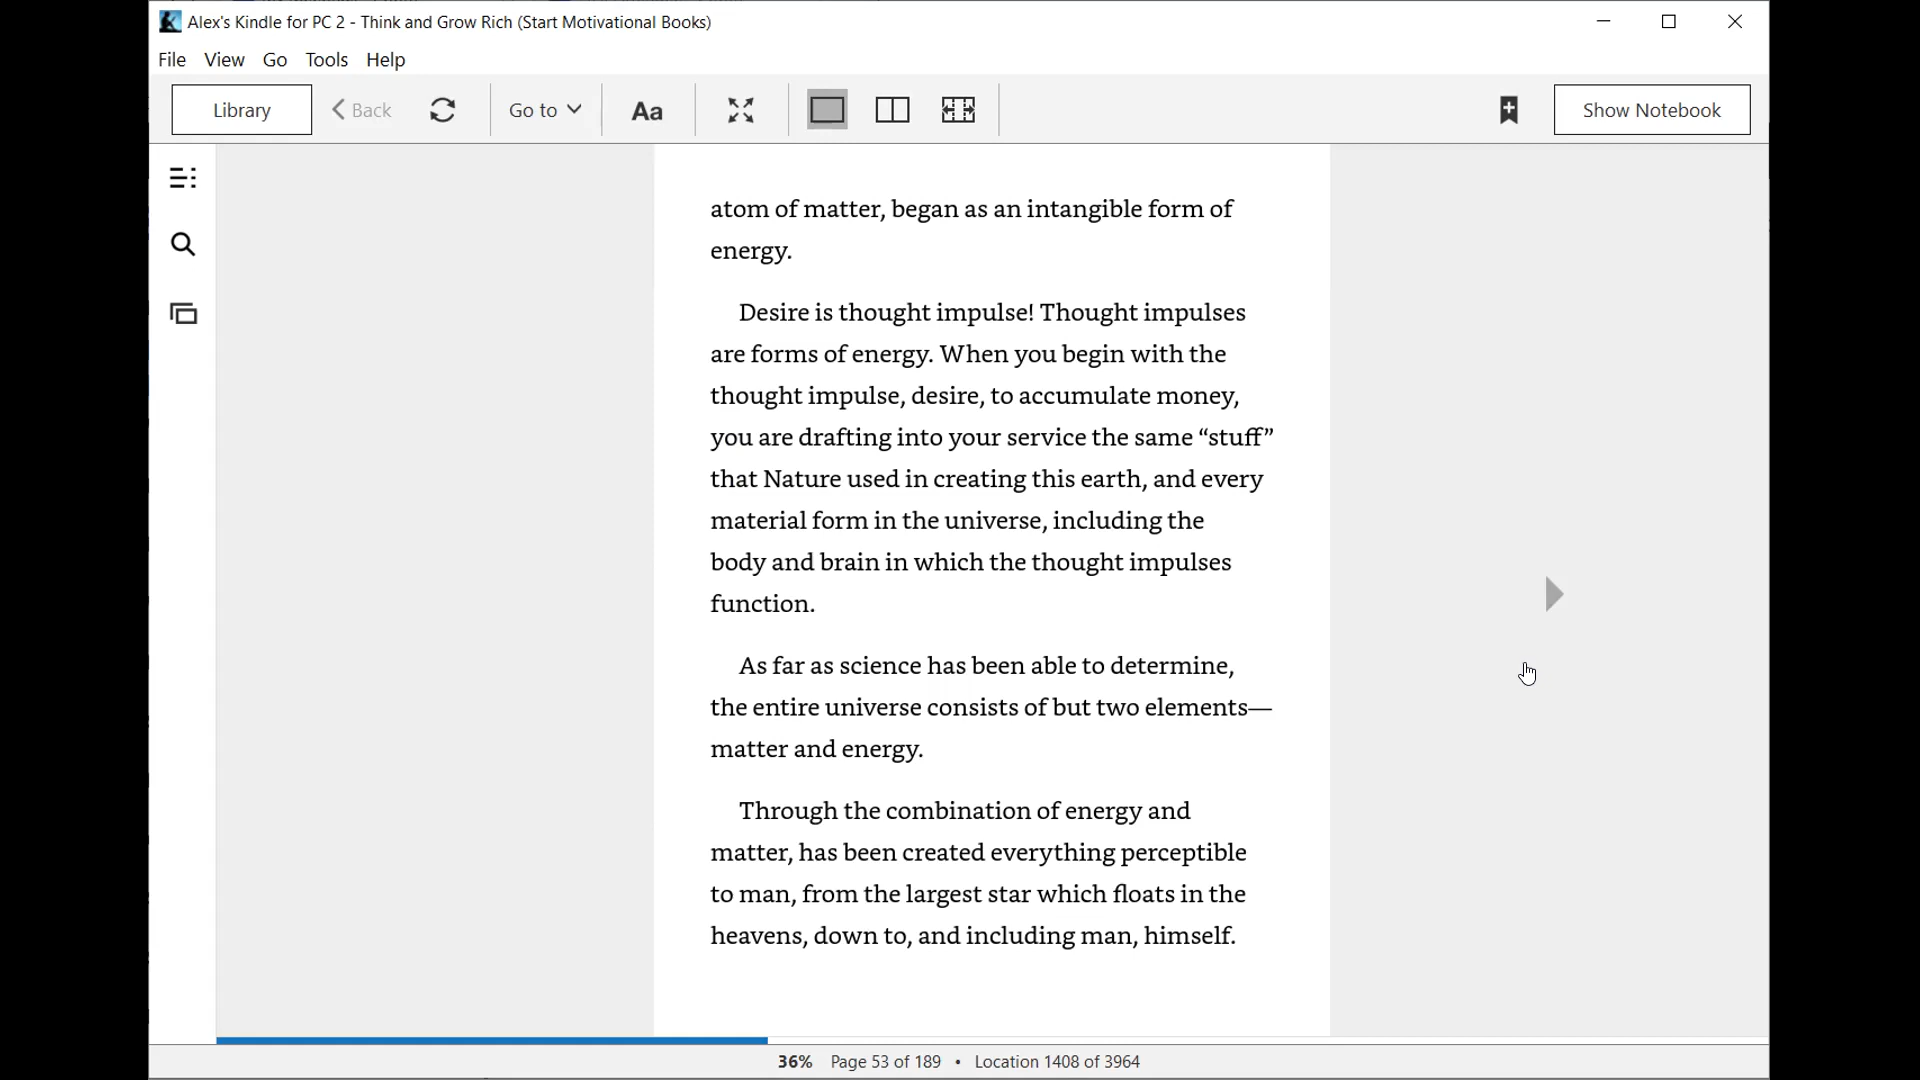 Alex's Kindle for PC 2 - Think and Grow Rich (Start Motivational Books)
File View Go Tools Help
Library Back Go to Aa Show Notebook
atom of matter, began as an intangible form of
energy.
Desire is thought impulse! Thought impulses
are forms of energy. When you begin with the
thought impulse, desire, to accumulate money,
you are drafting into your service the same “stuff”
that Nature used in creating this earth, and every
material form in the universe, including the
body and brain in which the thought impulses
function.
As far as science has been able to determine,
the entire universe consists of but two elements—
matter and energy.
Through the combination of energy and
matter, has been created everything perceptible
to man, from the largest star which floats in the
heavens, down to, and including man, himself.
36% Page 53 of 189 • Location 1408 of 3964